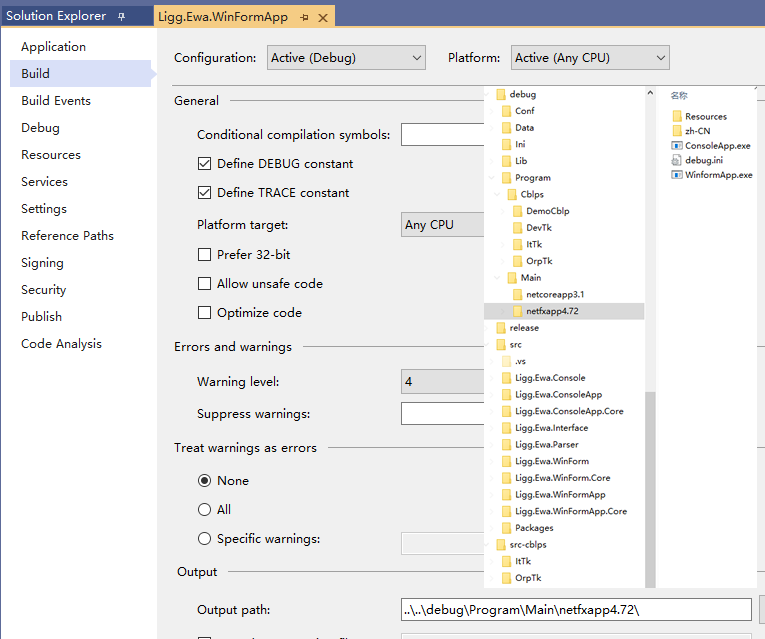 Solution Explorer
Ligg.Ewa.WinFormApp
Application
Build
Build Events
Debug
Resources
Services
Settings
Reference Paths
Signing
Security
Publish
Code Analysis
Configuration: Active (Debug) Platform: Active (Any CPU)
General
Conditional compilation symbols:
Define DEBUG constant
Define TRACE constant
Platform target: Any CPU
Prefer 32-bit
Allow unsafe code
Optimize code
Errors and warnings
Warning level: 4
Suppress warnings:
Treat warnings as errors
None
All
Specific warnings:
Output
Output path: ..\..\debug\Program\Main\netfxapp4.72\
debug
Conf
Data
Ini
Lib
Program
Cblps
DemoCblp
DevTk
ItTk
OrpTk
Main
netcoreapp3.1
netfxapp4.72
release
src
.vs
Ligg.Ewa.Console
Ligg.Ewa.ConsoleApp
Ligg.Ewa.ConsoleApp.Core
Ligg.Ewa.Interface
Ligg.Ewa.Parser
Ligg.Ewa.WinForm
Ligg.Ewa.WinForm.Core
Ligg.Ewa.WinFormApp
Ligg.Ewa.WinFormApp.Core
Packages
src-cblps
ItTk
OrpTk
名称
Resources
zh-CN
ConsoleApp.exe
debug.ini
WinformApp.exe